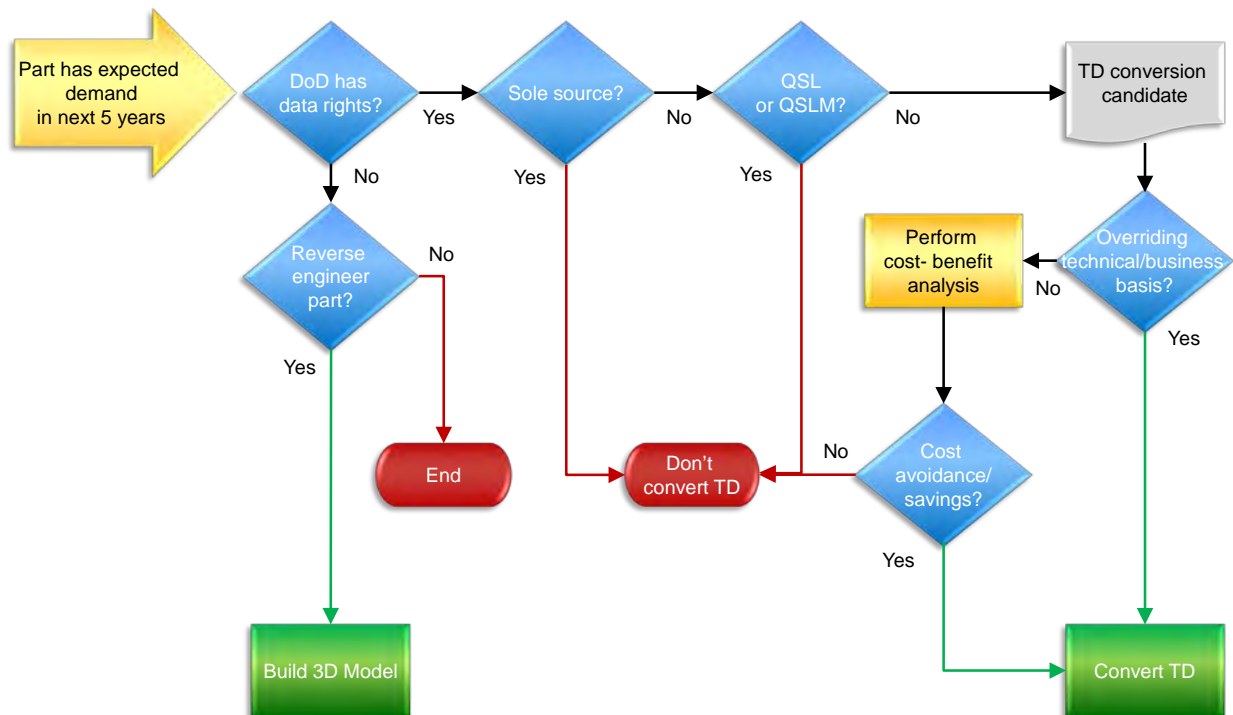 Part has expected
demand
in next 5 years
DoD has
data rights?
Yes
Sole source?
No
QSL
or QSLM?
No
TD conversion
candidate
No
Yes
Yes
Reverse
engineer
part?
No
Yes
Perform
cost- benefit
analysis
No
Overriding
technical/business
basis?
Yes
End
Don't
convert TD
No
Cost
avoidance/
savings?
Yes
Build 3D Model
Convert TD